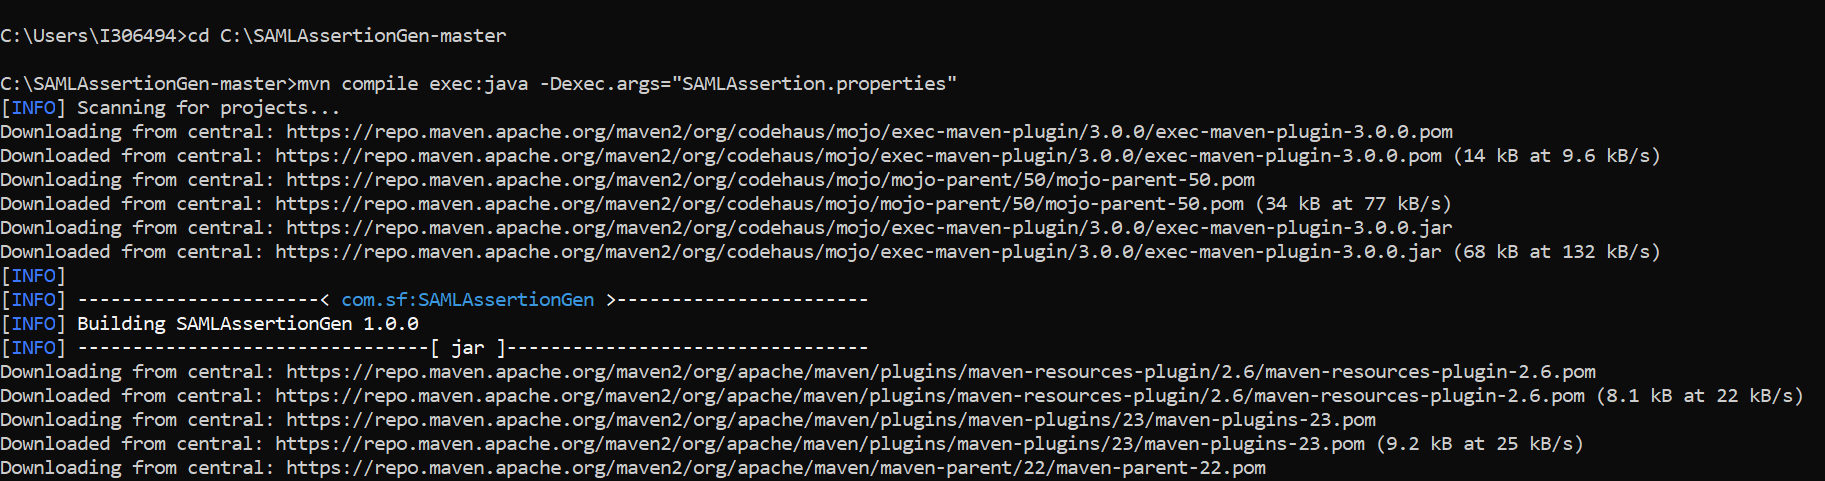 C:\Users\I306494>cd C:\SAMLAssertionGen-master
C:\SAMLAssertionGen-master>mvn compile exec:java -Dexec.args="SAMLAssertion.properties"
[INFO] Scanning for projects...
Downloading from central: https://repo.maven.apache.org/maven2/org/codehaus/mojo/exec-maven-plugin/3.0.0/exec-maven-plugin-3.0.0.pom
Downloaded from central: https://repo.maven.apache.org/maven2/org/codehaus/mojo/exec-maven-plugin/3.0.0/exec-maven-plugin-3.0.0.pom (14 kB at 9.6 kB/s)
Downloading from central: https://repo.maven.apache.org/maven2/org/codehaus/mojo/mojo-parent/50/mojo-parent-50.pom
Downloaded from central: https://repo.maven.apache.org/maven2/org/codehaus/mojo/mojo-parent/50/mojo-parent-50.pom (34 kB at 77 kB/s)
Downloading from central: https://repo.maven.apache.org/maven2/org/codehaus/mojo/exec-maven-plugin/3.0.0/exec-maven-plugin-3.0.0.jar
Downloaded from central: https://repo.maven.apache.org/maven2/org/codehaus/mojo/exec-maven-plugin/3.0.0/exec-maven-plugin-3.0.0.jar (68 kB at 132 kB/s)
[INFO]
[INFO] ----------------------< com.sf:SAMLAssertionGen >-----------------------
[INFO] Building SAMLAssertionGen 1.0.0
[INFO] --------------------------------[ jar ]---------------------------------
Downloading from central: https://repo.maven.apache.org/maven2/org/apache/maven/plugins/maven-resources-plugin/2.6/maven-resources-plugin-2.6.pom
Downloaded from central: https://repo.maven.apache.org/maven2/org/apache/maven/plugins/maven-resources-plugin/2.6/maven-resources-plugin-2.6.pom (8.1 kB at 22 kB/s)
Downloading from central: https://repo.maven.apache.org/maven2/org/apache/maven/plugins/maven-plugins/23/maven-plugins-23.pom
Downloaded from central: https://repo.maven.apache.org/maven2/org/apache/maven/plugins/maven-plugins/23/maven-plugins-23.pom (9.2 kB at 25 kB/s)
Downloading from central: https://repo.maven.apache.org/maven2/org/apache/maven/maven-parent/22/maven-parent-22.pom